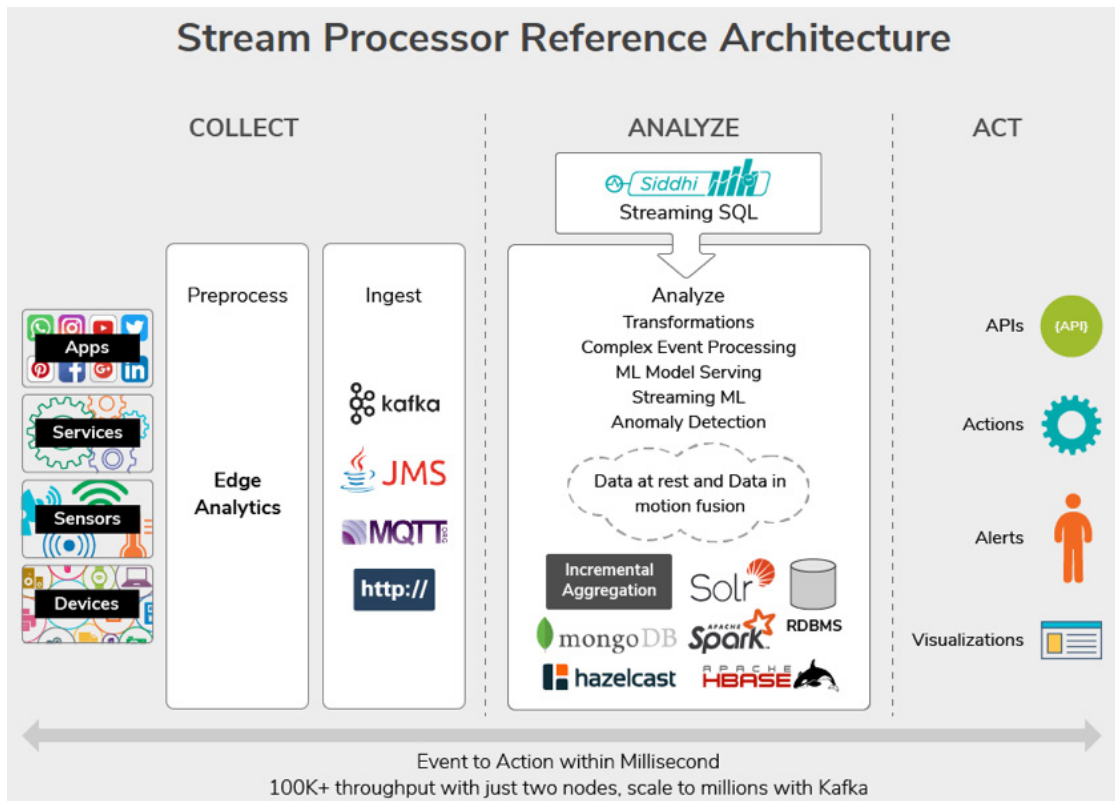 Stream Processor Reference Architecture
COLLECT
ANALYZE
ACT
Siddhi
Streaming SQL
Preprocess
Edge
Analytics
Ingest
kafka
JMS
MQTT
ORG
http://
Apps
Services
Sensors
Devices
Analyze
Transformations
Complex Event Processing
ML Model Serving
Streaming ML
Anomaly Detection
Data at rest and Data in
motion fusion
Incremental
Aggregation
Solr
RDBMS
mongoDB
APACHE
Spark
hazelcast
APACHE
HBASE
APIs
{API}
Actions
Alerts
Visualizations
Event to Action within Millisecond
100K+ throughput with just two nodes, scale to millions with Kafka